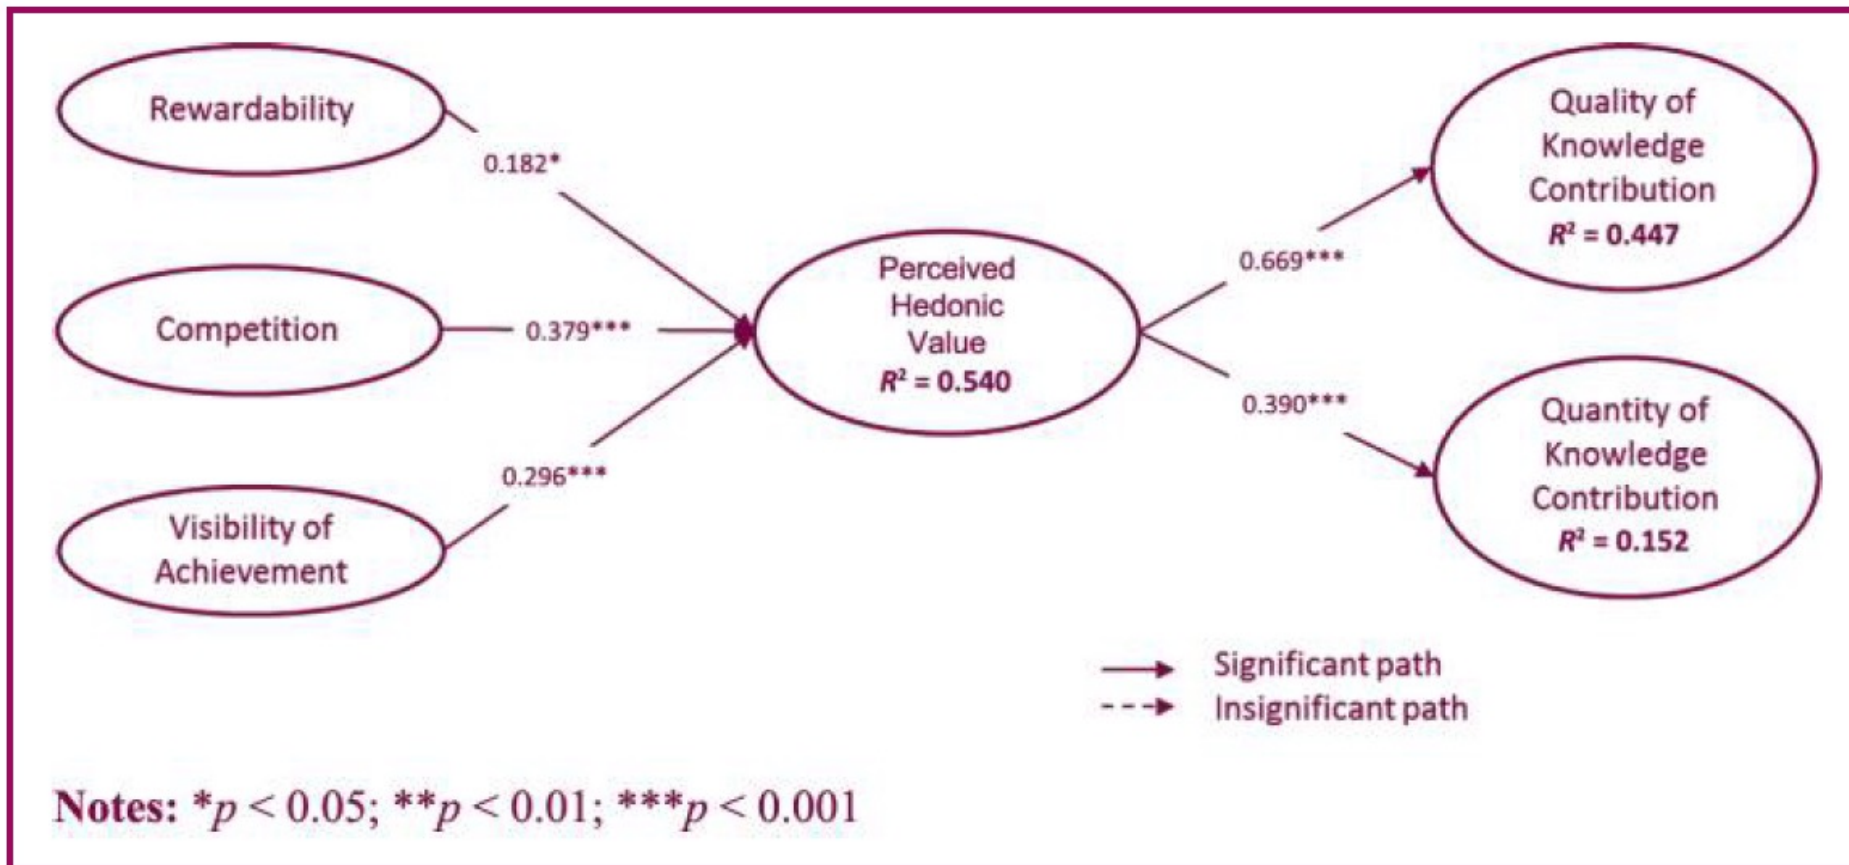 Rewardability
0.182*
Competition
0.379***
Visibility of
Achievement
0.296***
Perceived
Hedonic
Value
R² = 0.540
0.669***
0.390***
Quality of
Knowledge
Contribution
R² = 0.447
Quantity of
Knowledge
Contribution
R² = 0.152
Significant path
Insignificant path
Notes: *p < 0.05; **p < 0.01; ***p < 0.001